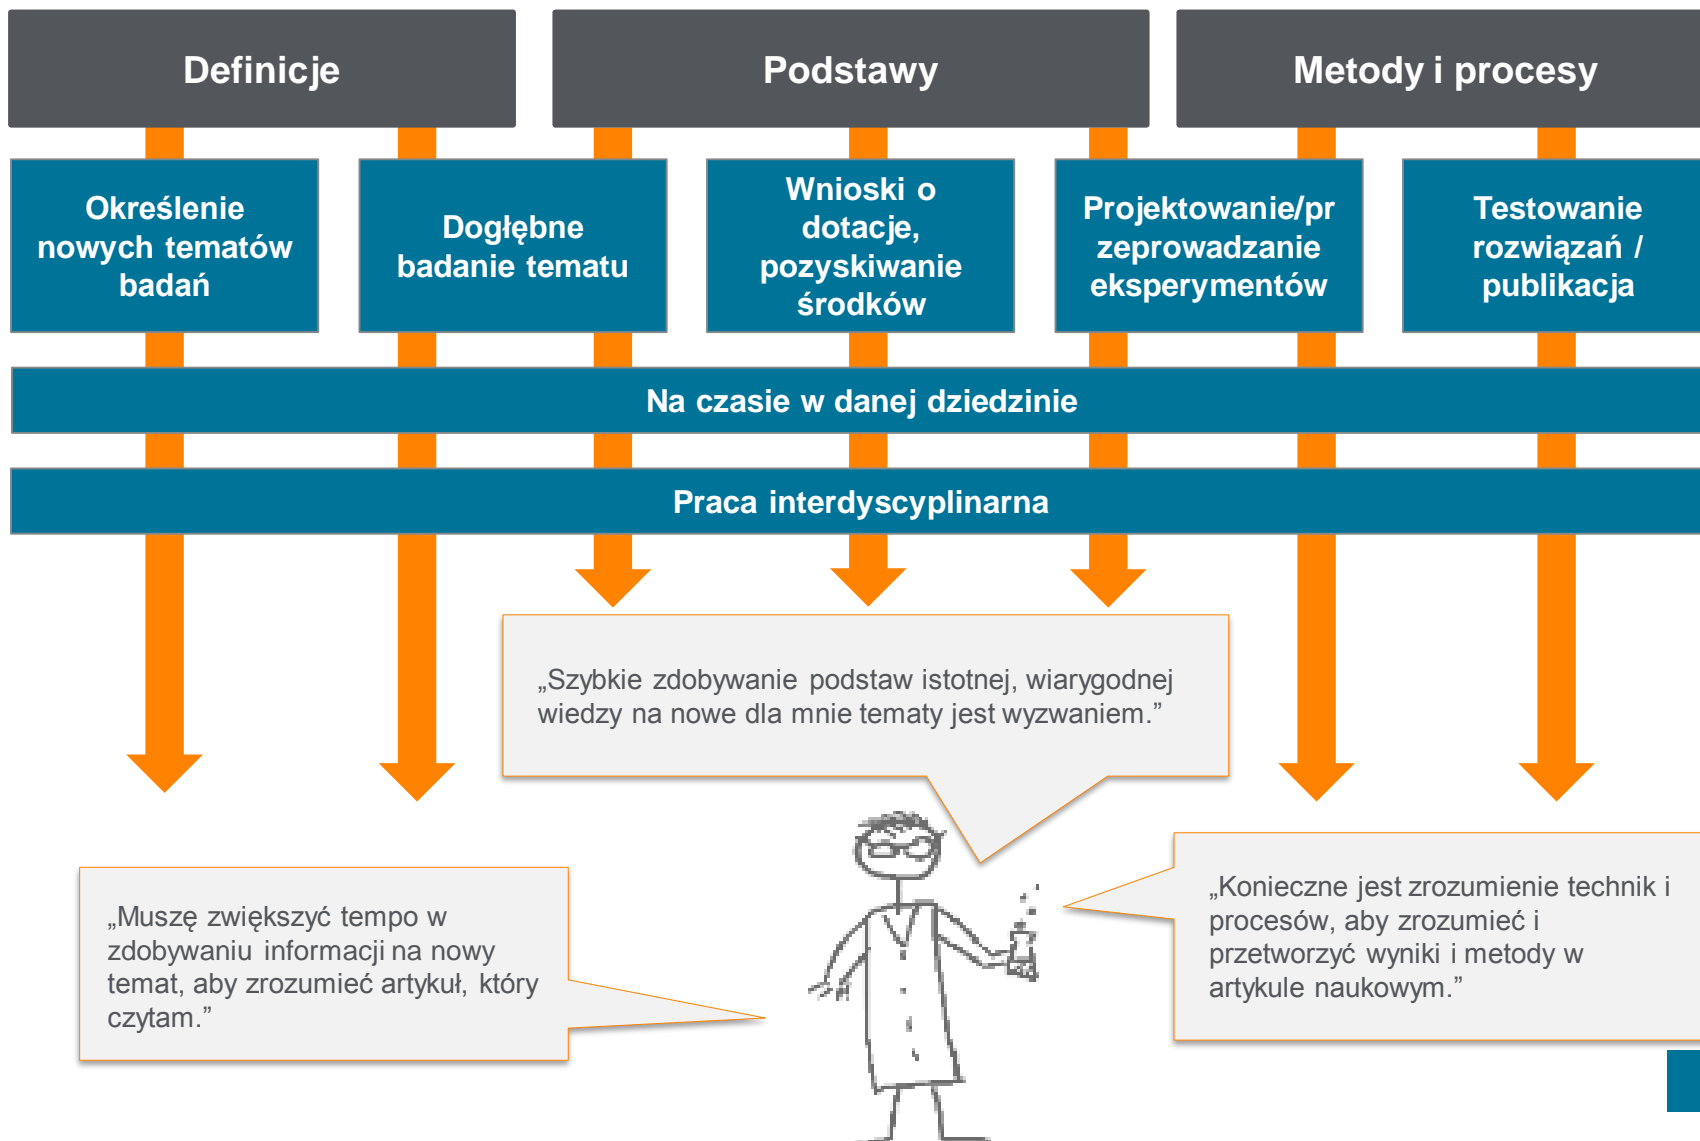 Definicje
Podstawy
Metody i procesy
Określenie
nowych tematów
badań
Dogłębne
badanie tematu
Wnioski o
dotacje,
pozyskiwanie
środków
Projektowanie/pr
zeprowadzanie
eksperymentów
Testowanie
rozwiązań /
publikacja
Na czasie w danej dziedzinie
Praca interdyscyplinarna
„Szybkie zdobywanie podstaw istotnej, wiarygodnej
wiedzy na nowe dla mnie tematy jest wyzwaniem.”
„Muszę zwiększyć tempo w
zdobywaniu informacji na nowy
temat, aby zrozumieć artykuł, który
czytam.”
„Konieczne jest zrozumienie technik i
procesów, aby zrozumieć i
przetworzyć wyniki i metody w
artykule naukowym.”